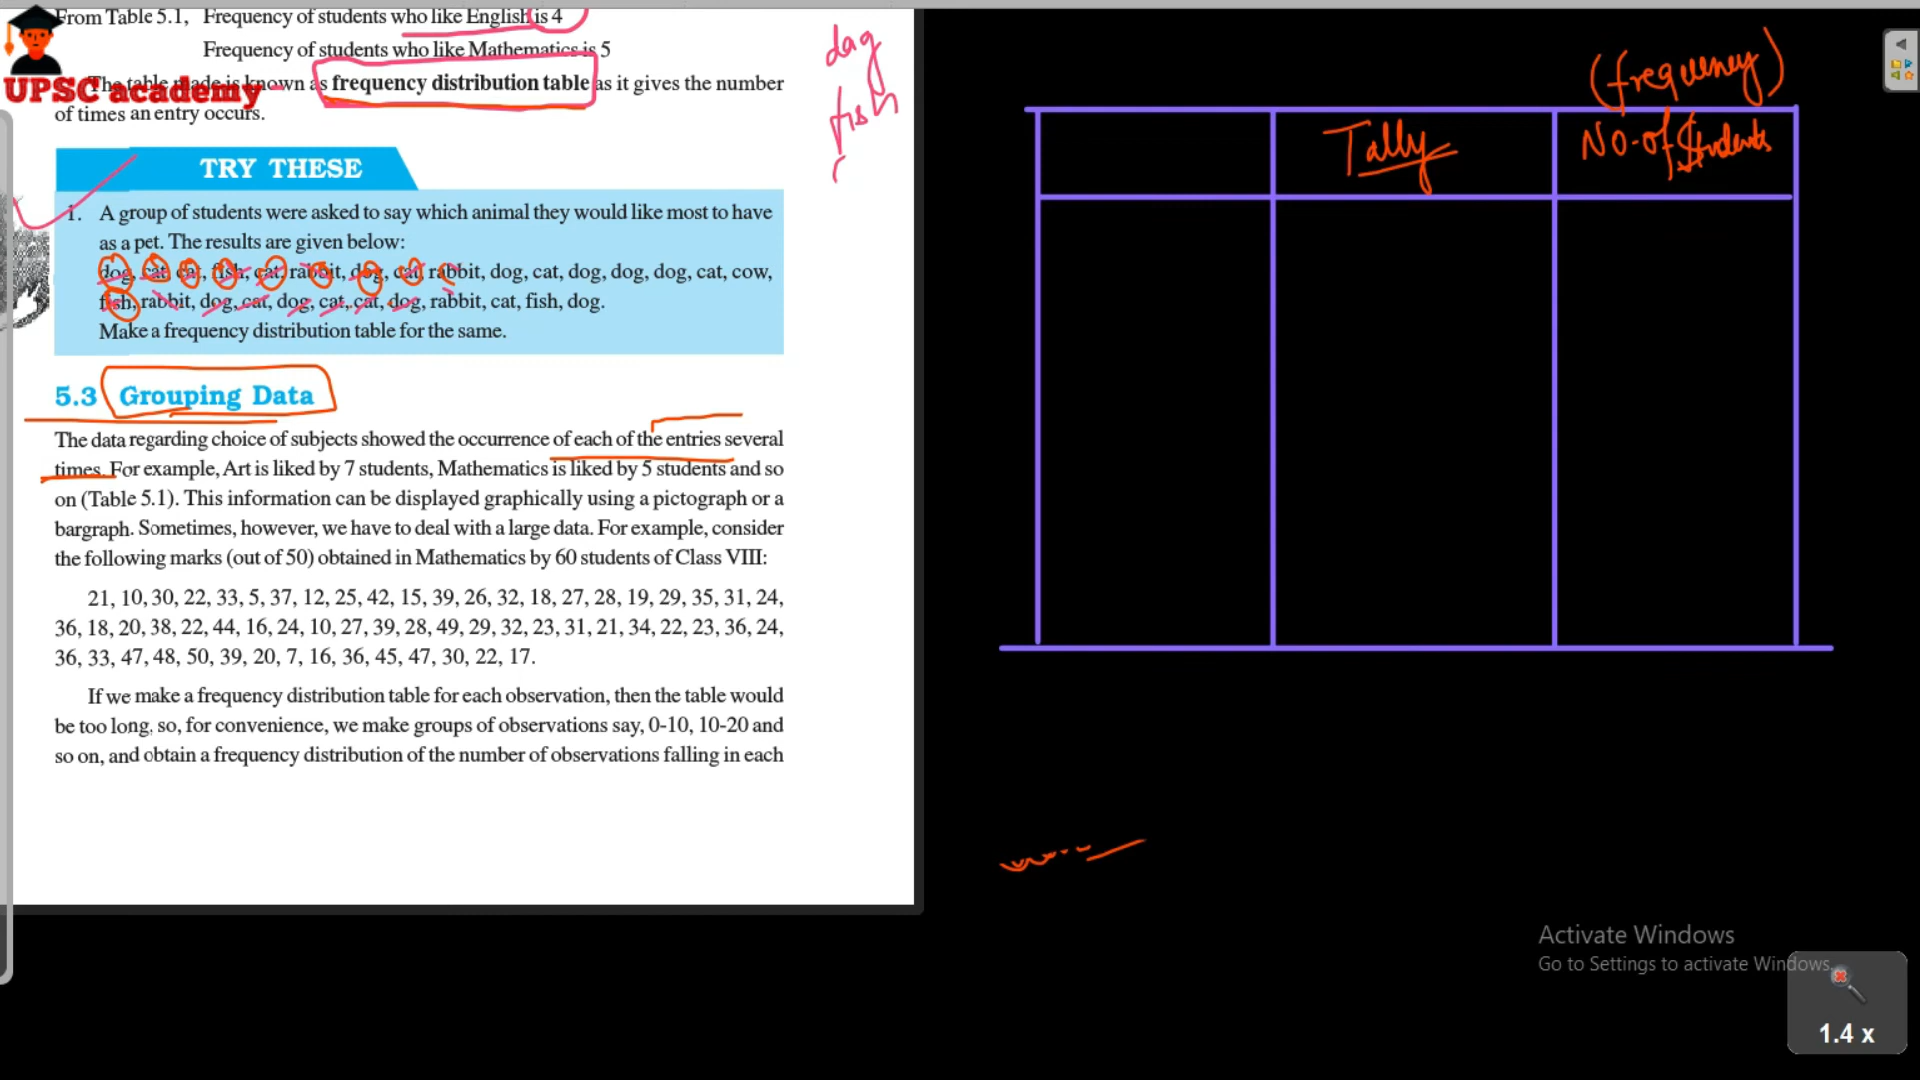 From Table 5.1, Frequency of students who like English is 4
Frequency of students who like Mathematics is 5
The table made is known as frequency distribution table as it gives the number
of times an entry occurs.
UPSC academy
TRY THESE
1. A group of students were asked to say which animal they would like most to have
as a pet. The results are given below:
dog, cat, cat, fish, cat, rabbit, dog, cat, rabbit, dog, cat, dog, dog, dog, cat, cow,
fish, rabbit, dog, cat, dog, cat, cat, dog, rabbit, cat, fish, dog.
Make a frequency distribution table for the same.
5.3 Grouping Data
The data regarding choice of subjects showed the occurrence of each of the entries several
times. For example, Art is liked by 7 students, Mathematics is liked by 5 students and so
on (Table 5.1). This information can be displayed graphically using a pictograph or a
bargraph. Sometimes, however, we have to deal with a large data. For example, consider
the following marks (out of 50) obtained in Mathematics by 60 students of Class VIII:
21, 10, 30, 22, 33, 5, 37, 12, 25, 42, 15, 39, 26, 32, 18, 27, 28, 19, 29, 35, 31, 24,
36, 18, 20, 38, 22, 44, 16, 24, 10, 27, 39, 28, 49, 29, 32, 23, 31, 21, 34, 22, 23, 36, 24,
36, 33, 47, 48, 50, 39, 20, 7, 16, 36, 45, 47, 30, 22, 17.
If we make a frequency distribution table for each observation, then the table would
be too long, so, for convenience, we make groups of observations say, 0-10, 10-20 and
so on, and obtain a frequency distribution of the number of observations falling in each
dag
fish
(frequency)
Tally
No. of Students
Activate Windows
Go to Settings to activate Windows.
1.4 x